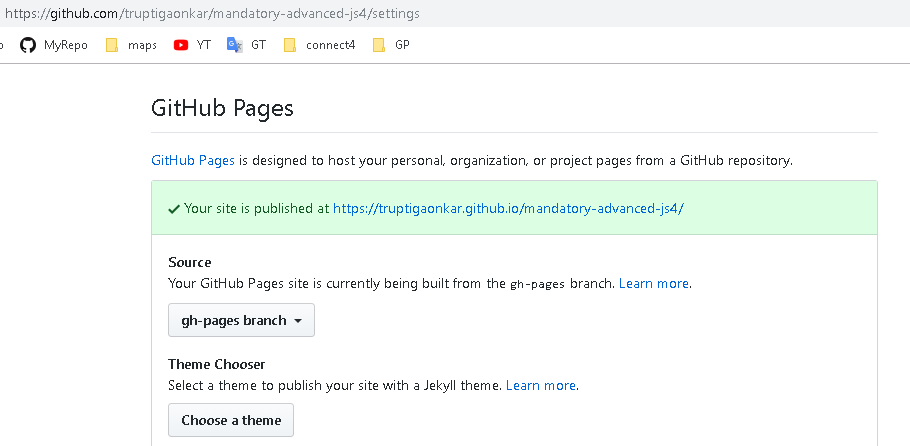 https://github.com/truptigaonkar/mandatory-advanced-js4/settings
MyRepo maps YT GT connect4 GP
GitHub Pages
GitHub Pages is designed to host your personal, organization, or project pages from a GitHub repository.
✔ Your site is published at https://truptigaonkar.github.io/mandatory-advanced-js4/
Source
Your GitHub Pages site is currently being built from the gh-pages branch. Learn more.
gh-pages branch
Theme Chooser
Select a theme to publish your site with a Jekyll theme. Learn more.
Choose a theme